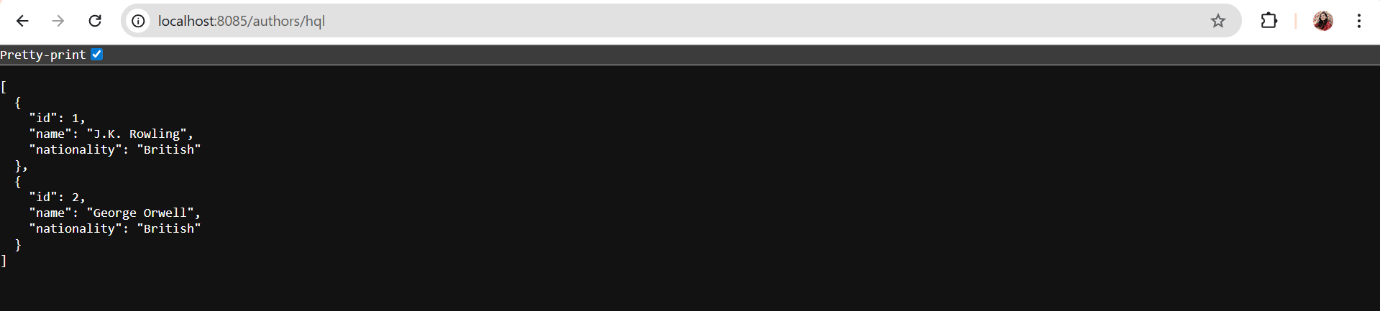 localhost:8085/authors/hql
Pretty-print
[
  {
    "id": 1,
    "name": "J.K. Rowling",
    "nationality": "British"
  },
  {
    "id": 2,
    "name": "George Orwell",
    "nationality": "British"
  }
]